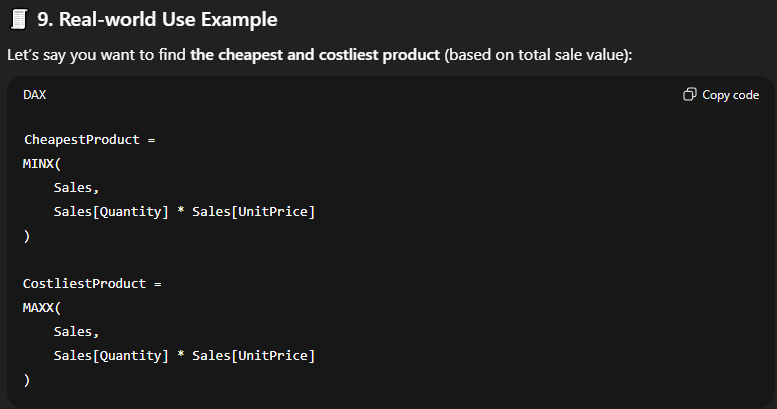 🧾 9. Real-world Use Example
Let's say you want to find the cheapest and costliest product (based on total sale value):
DAX
Copy code
CheapestProduct =
MINX(
    Sales,
    Sales[Quantity] * Sales[UnitPrice]
)
CostliestProduct =
MAXX(
    Sales,
    Sales[Quantity] * Sales[UnitPrice]
)